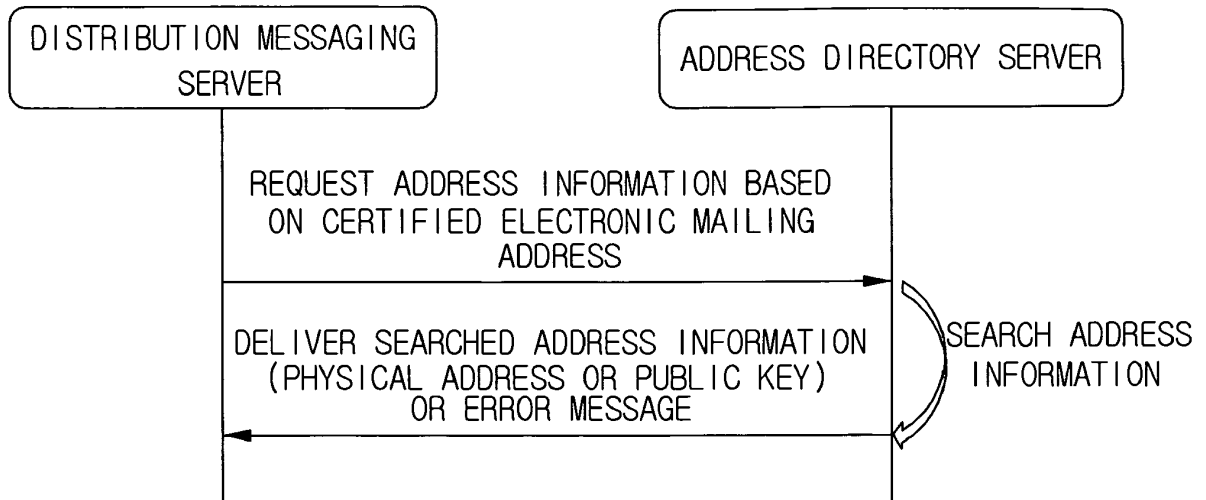 DISTRIBUTION MESSAGING
SERVER
ADDRESS DIRECTORY SERVER
REQUEST ADDRESS INFORMATION BASED
ON CERTIFIED ELECTRONIC MAILING
ADDRESS
DELIVER SEARCHED ADDRESS INFORMATION
(PHYSICAL ADDRESS OR PUBLIC KEY)
OR ERROR MESSAGE
SEARCH ADDRESS
INFORMATION